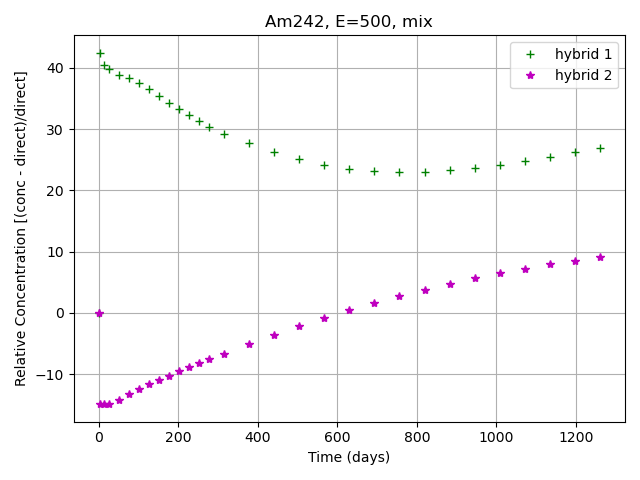 Am242, E=500, mix
Relative Concentration [(conc - direct)/direct]
40
30
20
10
0
−10
hybrid 1
hybrid 2
0 200 400 600 800 1000 1200
Time (days)